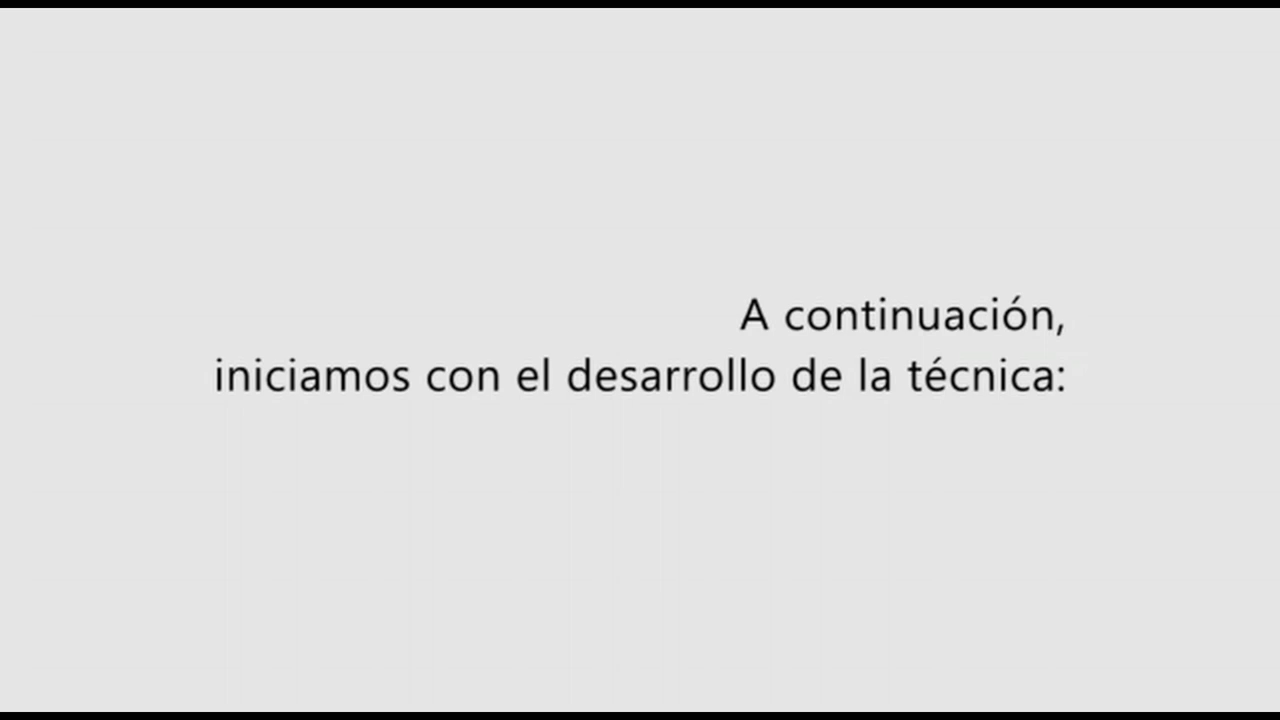 A continuación,
iniciamos con el desarrollo de la técnica: